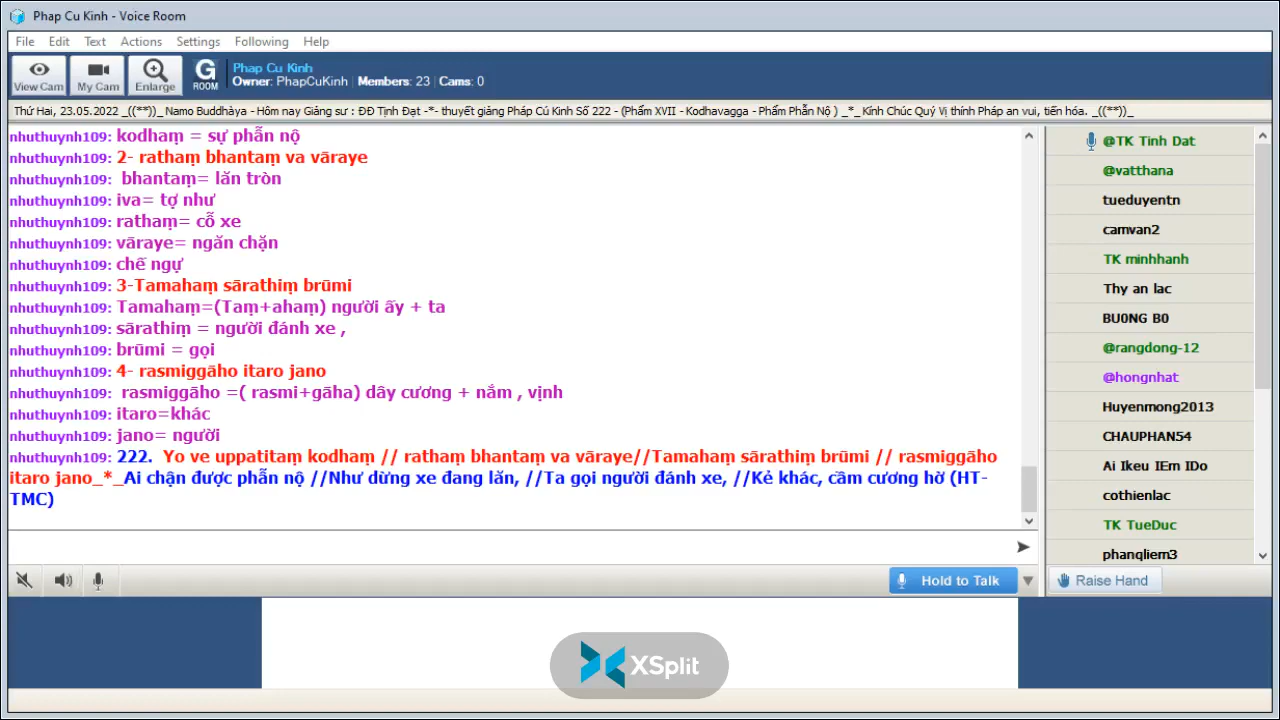 Phap Cu Kinh - Voice Room
File Edit Text Actions Settings Following Help
View Cam
My Cam
Enlarge
G
ROOM
Phap Cu Kinh
Owner: PhapCuKinh | Members: 23 | Cams: 0
Thứ Hai, 23.05.2022 _((**))_ Namo Buddhàya - Hôm nay Giảng sư : ĐĐ Tịnh Đạt -*- thuyết giảng Pháp Cú Kinh Số 222 - (Phẩm XVII - Kodhavagga - Phẩm Phẫn Nộ ) _*_ Kính Chúc Quý Vị thính Pháp an vui, tiến hóa. _((**))_
nhuthuynh109: kodhaṃ = sự phẫn nộ
nhuthuynh109: 2- rathaṃ bhantaṃ va vāraye
nhuthuynh109: bhantaṃ= lăn tròn
nhuthuynh109: iva= tợ như
nhuthuynh109: rathaṃ= cỗ xe
nhuthuynh109: vāraye= ngăn chặn
nhuthuynh109: chế ngự
nhuthuynh109: 3-Tamahaṃ sārathiṃ brūmi
nhuthuynh109: Tamahaṃ=(Taṃ+ahaṃ) người ấy + ta
nhuthuynh109: sārathiṃ = người đánh xe ,
nhuthuynh109: brūmi = gọi
nhuthuynh109: 4- rasmiggāho itaro jano
nhuthuynh109: rasmiggāho =( rasmi+gāha) dây cương + nắm , vịnh
nhuthuynh109: itaro=khác
nhuthuynh109: jano= người
nhuthuynh109: 222. Yo ve uppatitaṃ kodhaṃ // rathaṃ bhantaṃ va vāraye//Tamahaṃ sārathiṃ brūmi // rasmiggāho
itaro jano_*_Ai chận được phẫn nộ //Như dừng xe đang lăn, //Ta gọi người đánh xe, //Kẻ khác, cầm cương hờ (HT-
TMC)
@TK Tinh Dat
@vatthana
tueduyentn
camvan2
TK minhhanh
Thy an lac
BU0NG B0
@rangdong-12
@hongnhat
Huyenmong2013
CHAUPHAN54
Ai Ikeu IEm IDo
cothienlac
TK TueDuc
phanqliem3
Hold to Talk
Raise Hand
XSplit